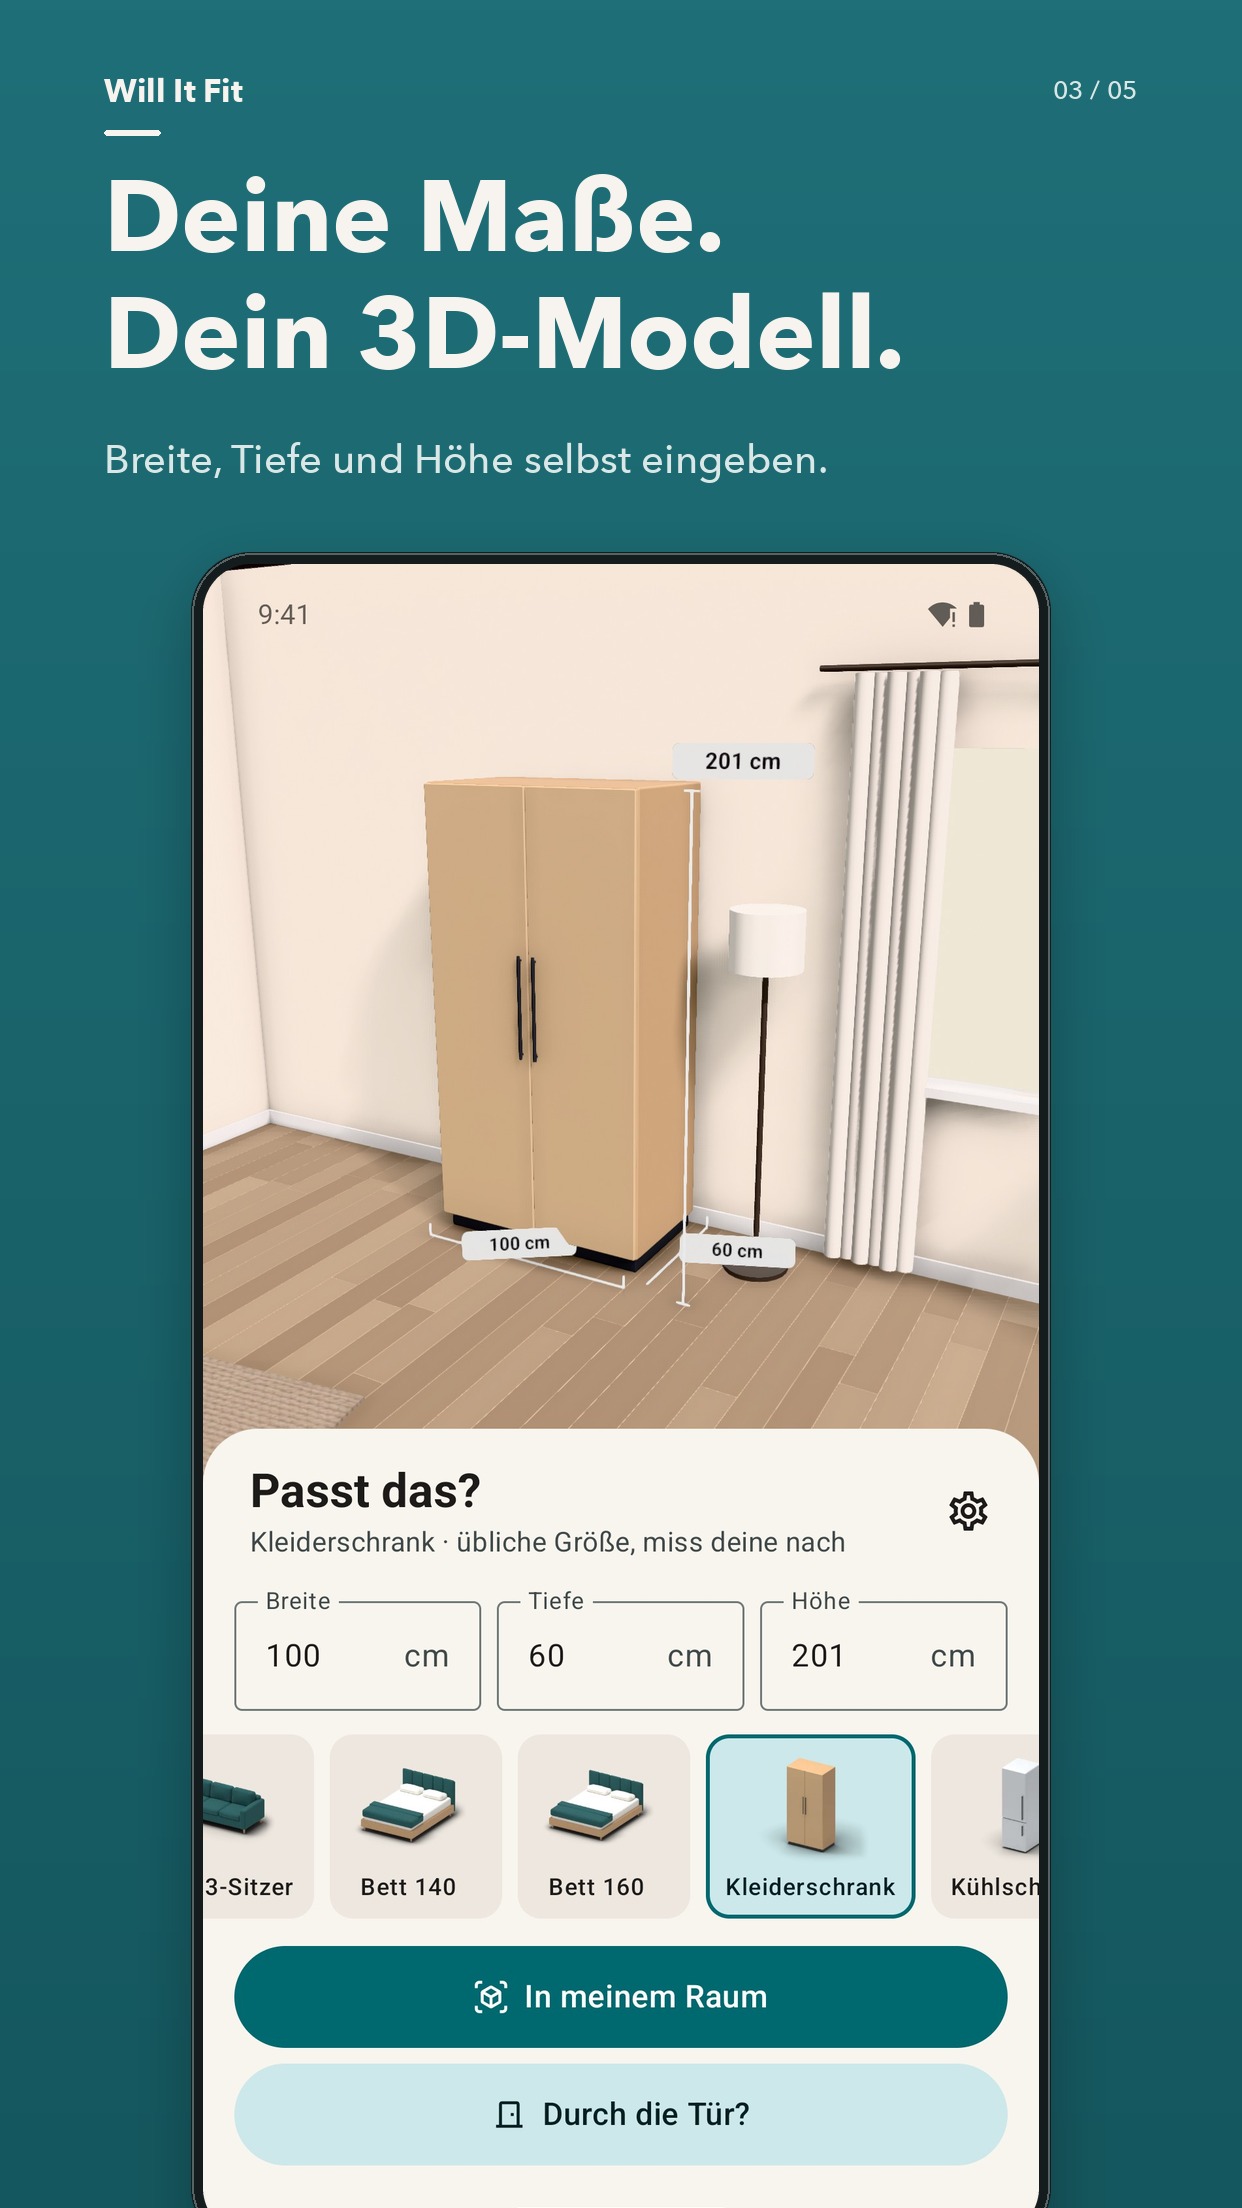 Will It Fit
03 / 05
Deine Maße.
Dein 3D-Modell.
Breite, Tiefe und Höhe selbst eingeben.
9:41
201 cm
100 cm
60 cm
Passt das?
Kleiderschrank · übliche Größe, miss deine nach
Breite
Tiefe
Höhe
100 cm
60 cm
201 cm
3-Sitzer
Bett 140
Bett 160
Kleiderschrank
Kühlsch
In meinem Raum
Durch die Tür?